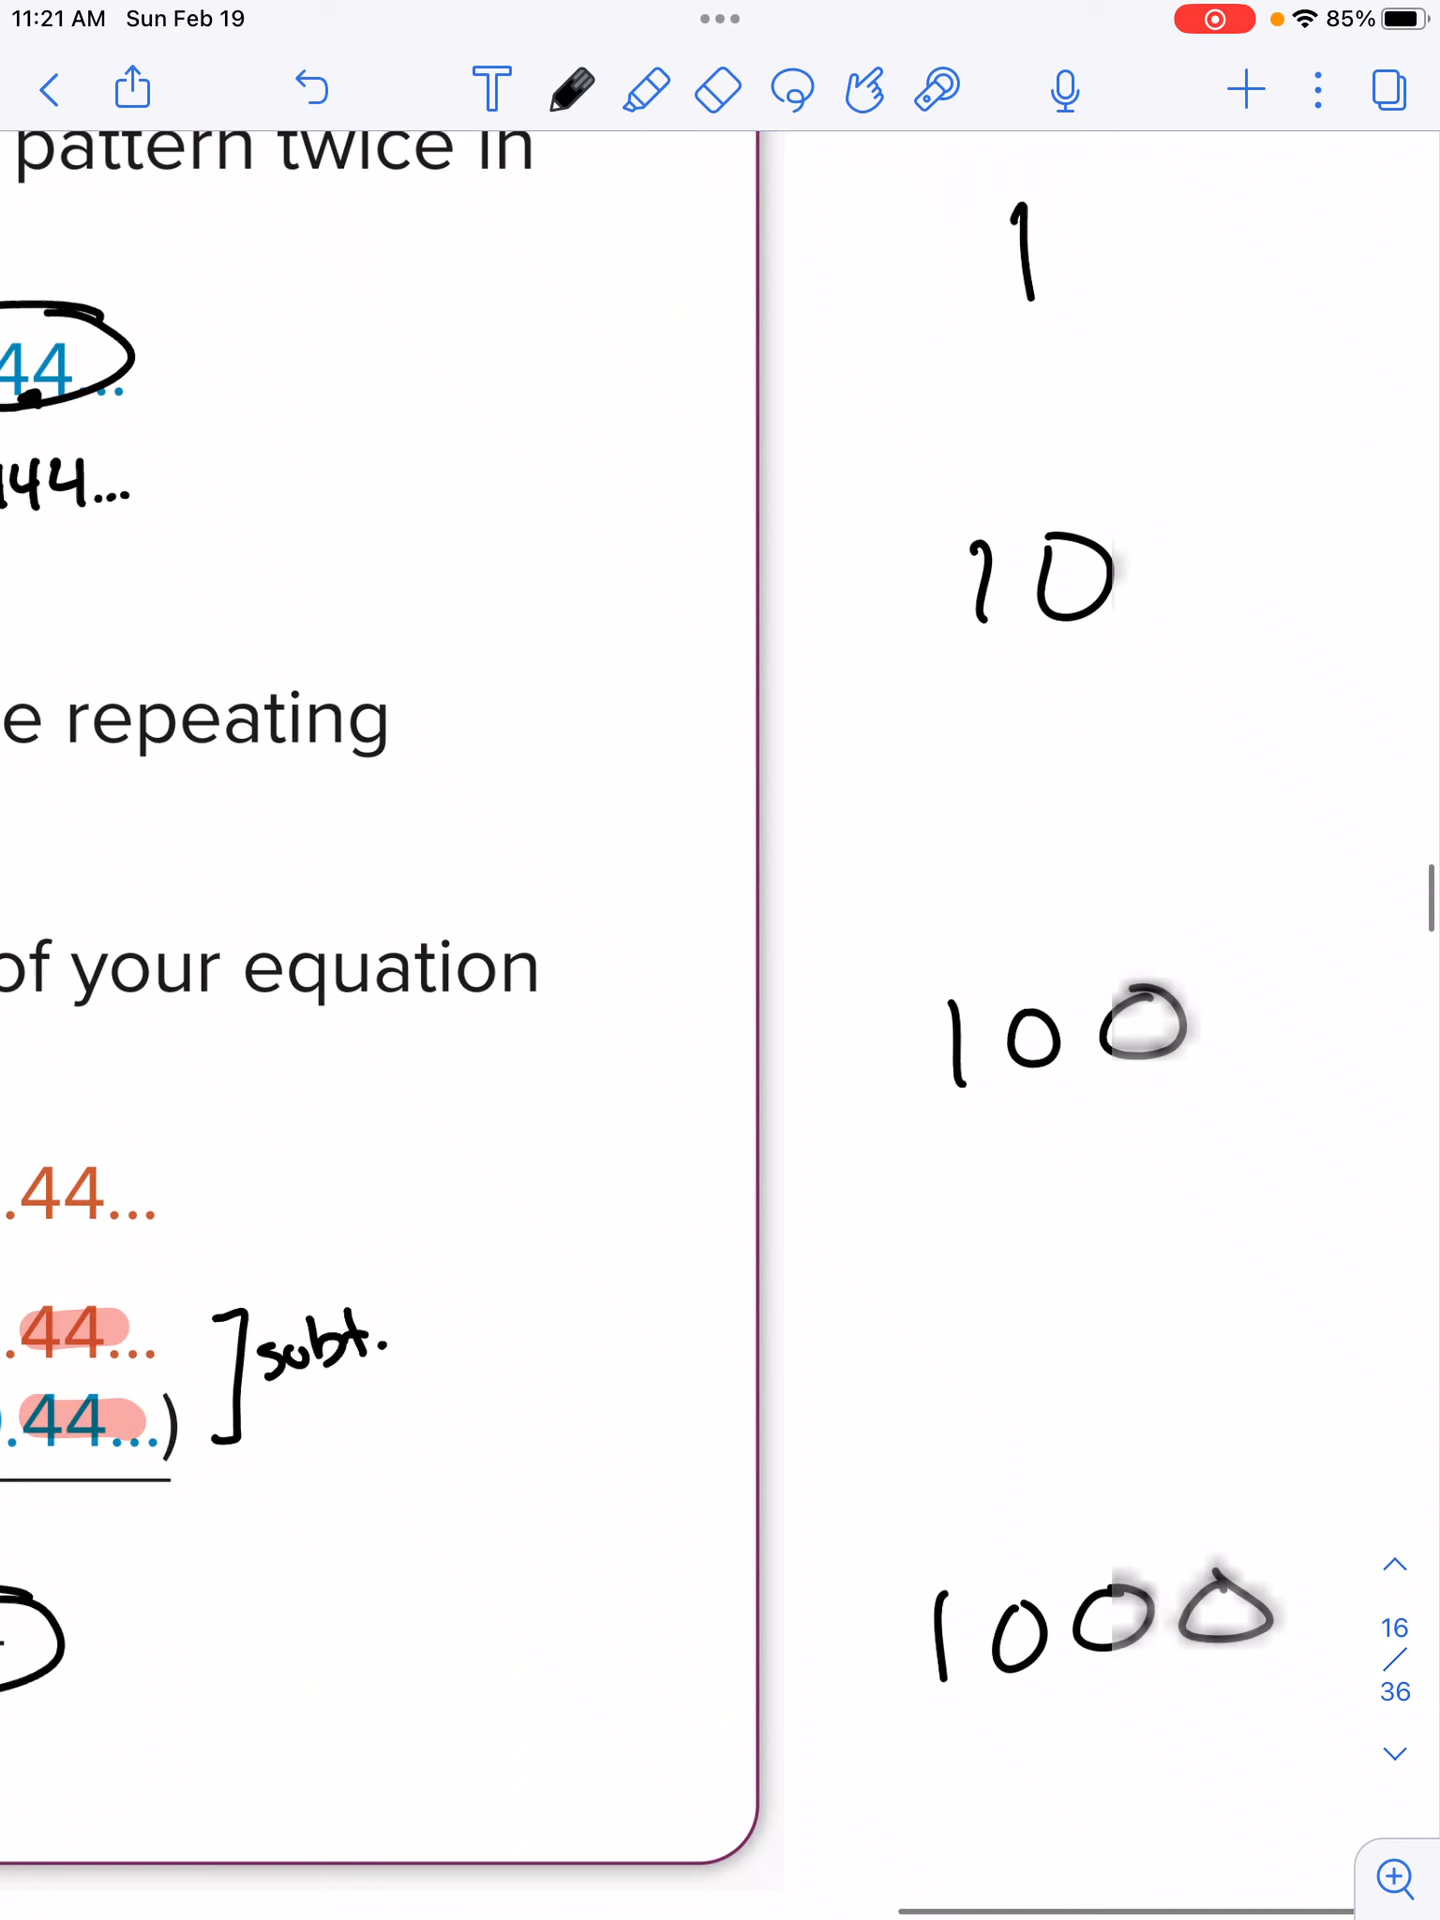 11:21 AM Sun Feb 19
85%
pattern twice in
1
44...
44...
10
e repeating
of your equation
100
.44...
.44...
subt.
.44...)
1000
16
/
36